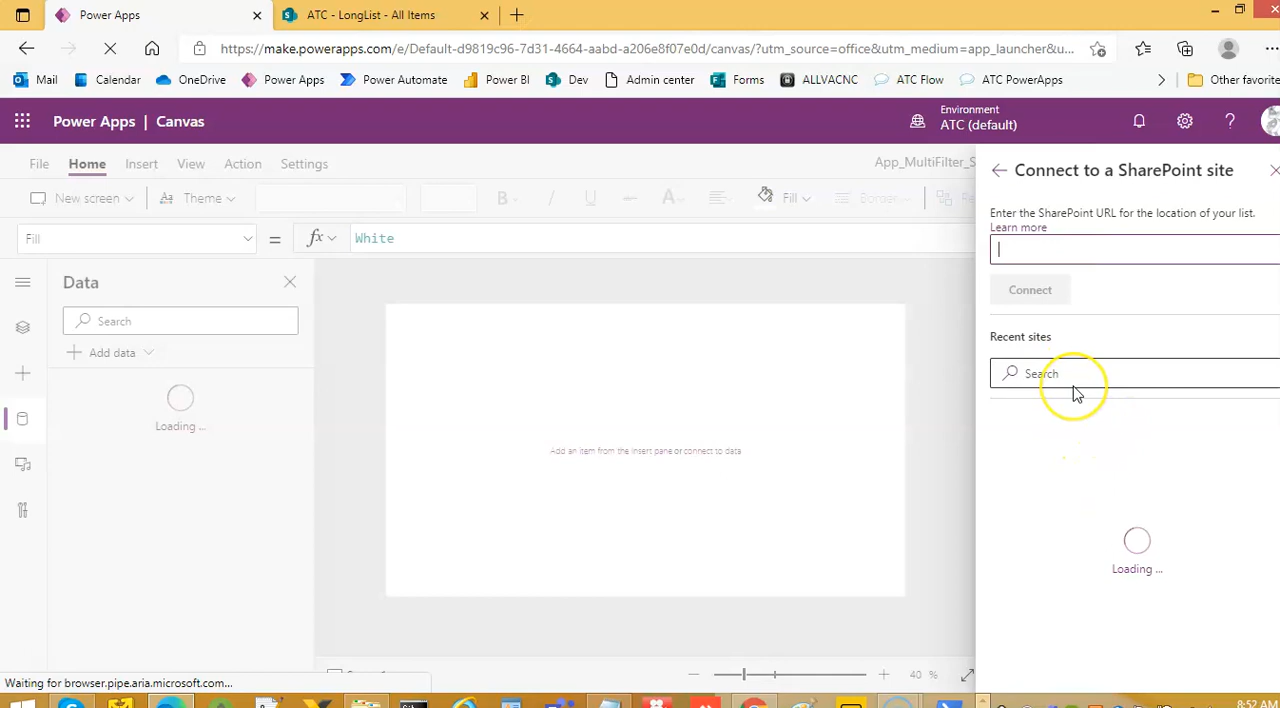 Power Apps
ATC - LongList - All Items
https://make.powerapps.com/e/Default-d9819c96-7d31-4664-aabd-a206e8f07e0d/canvas/?utm_source=office&utm_medium=app_launcher&u...
Mail Calendar OneDrive Power Apps Power Automate Power BI Dev Admin center Forms ALLVACNC ATC Flow ATC PowerApps Other favorite
Power Apps | Canvas
Environment
ATC (default)
File Home Insert View Action Settings
App_MultiFilter_S
New screen Theme B / U A Fill Border
Fill = fx White
Data
Search
Add data
Loading ...
Add an item from the Insert pane or connect to data
Connect to a SharePoint site
Enter the SharePoint URL for the location of your list.
Learn more
Connect
Recent sites
Search
Loading ...
40 %
Waiting for browser.pipe.aria.microsoft.com...
8:52 AM